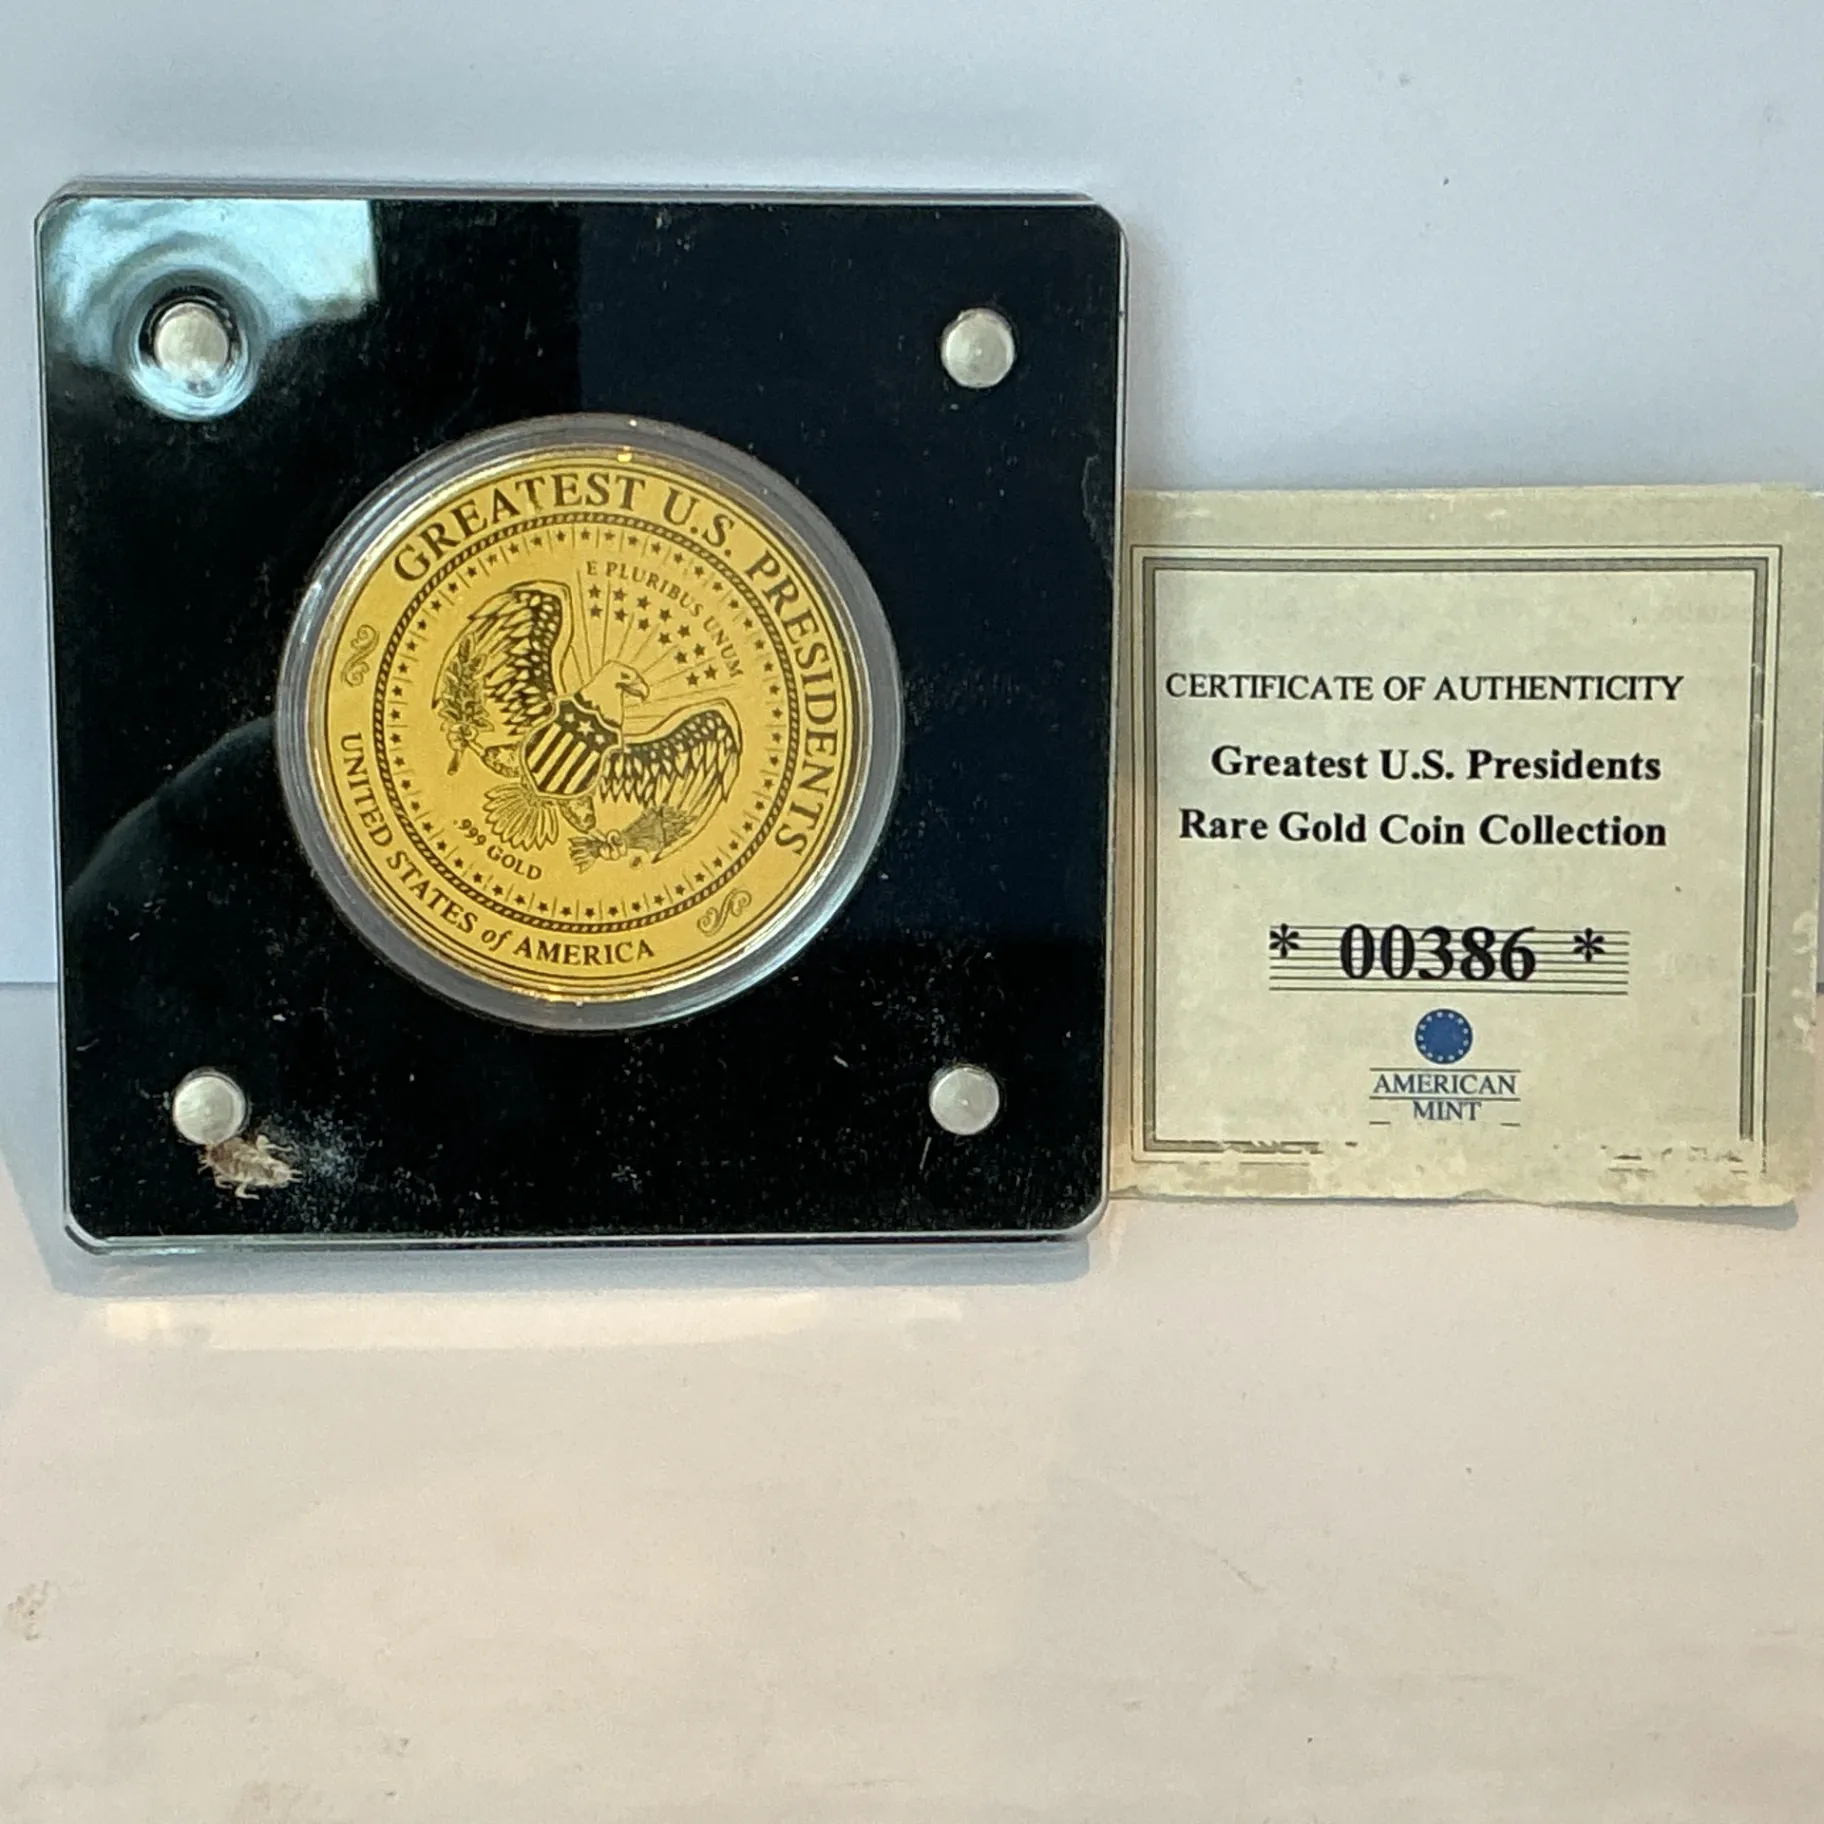 GREATEST U.S. PRESIDENTS
E PLURIBUS UNUM
.999 GOLD
UNITED STATES of AMERICA
CERTIFICATE OF AUTHENTICITY
Greatest U.S. Presidents
Rare Gold Coin Collection
* 00386 *
AMERICAN
MINT